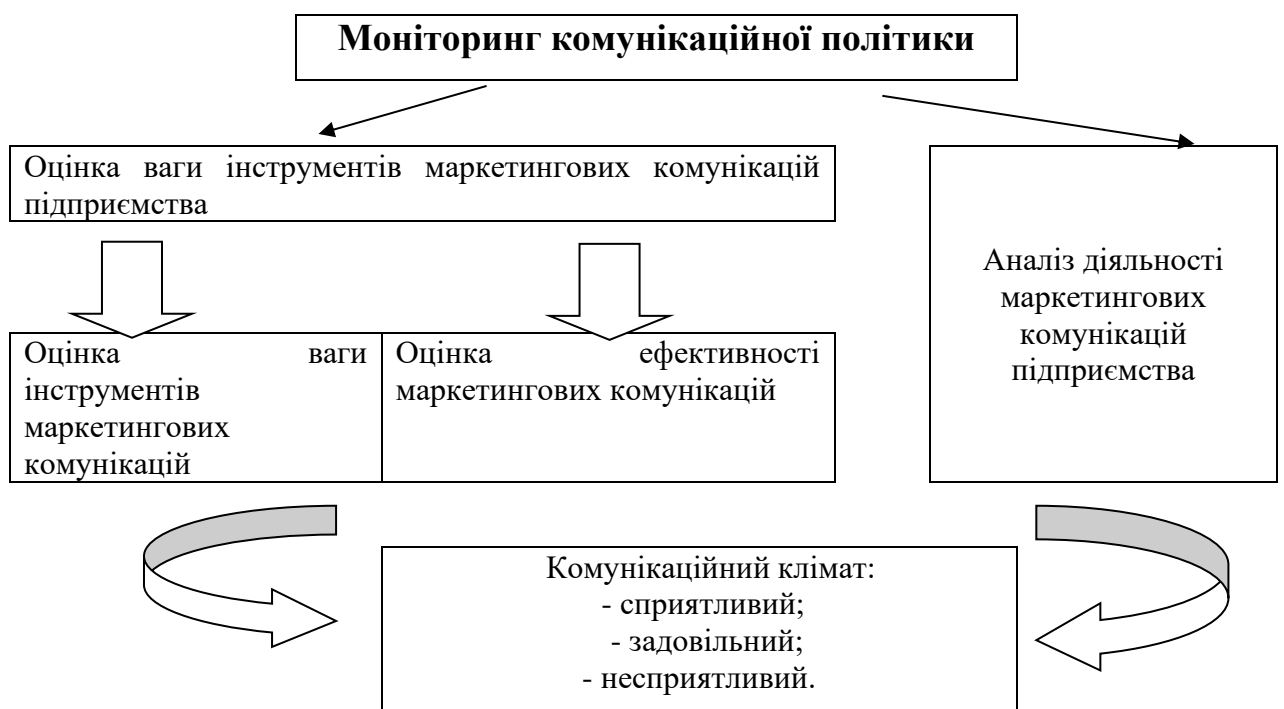 Моніторинг комунікаційної політики
Оцінка ваги інструментів маркетингових комунікацій
підприємства
Аналіз діяльності
маркетингових
комунікацій
підприємства
Оцінка ваги
інструментів
маркетингових
комунікацій
Оцінка ефективності
маркетингових комунікацій
Комунікаційний клімат:
- сприятливий;
- задовільний;
- несприятливий.